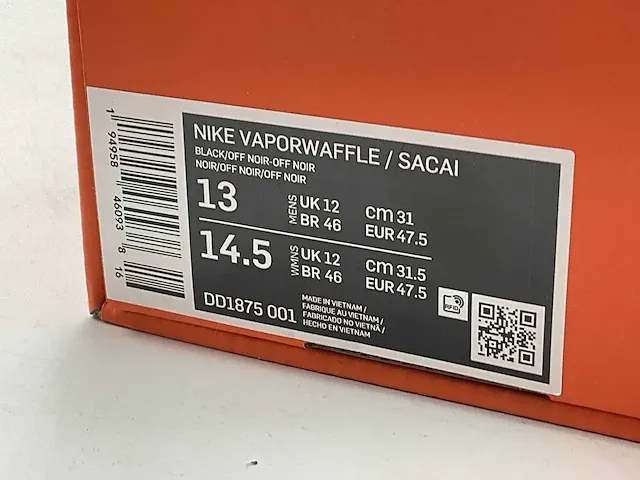 NIKE VAPORWAFFLE / SACAI
BLACK/OFF NOIR-OFF NOIR
NOIR/OFF NOIR/OFF NOIR
13 MENS UK 12 cm 31
BR 46 EUR 47.5
14.5 WMNS UK 12 cm 31.5
BR 46 EUR 47.5
DD1875 001
MADE IN VIETNAM /
FABRIQUE AU VIETNAM /
FABRICADO NO VIETNÃ /
HECHO EN VIETNAM
RFID
1 94958 46093 8 16